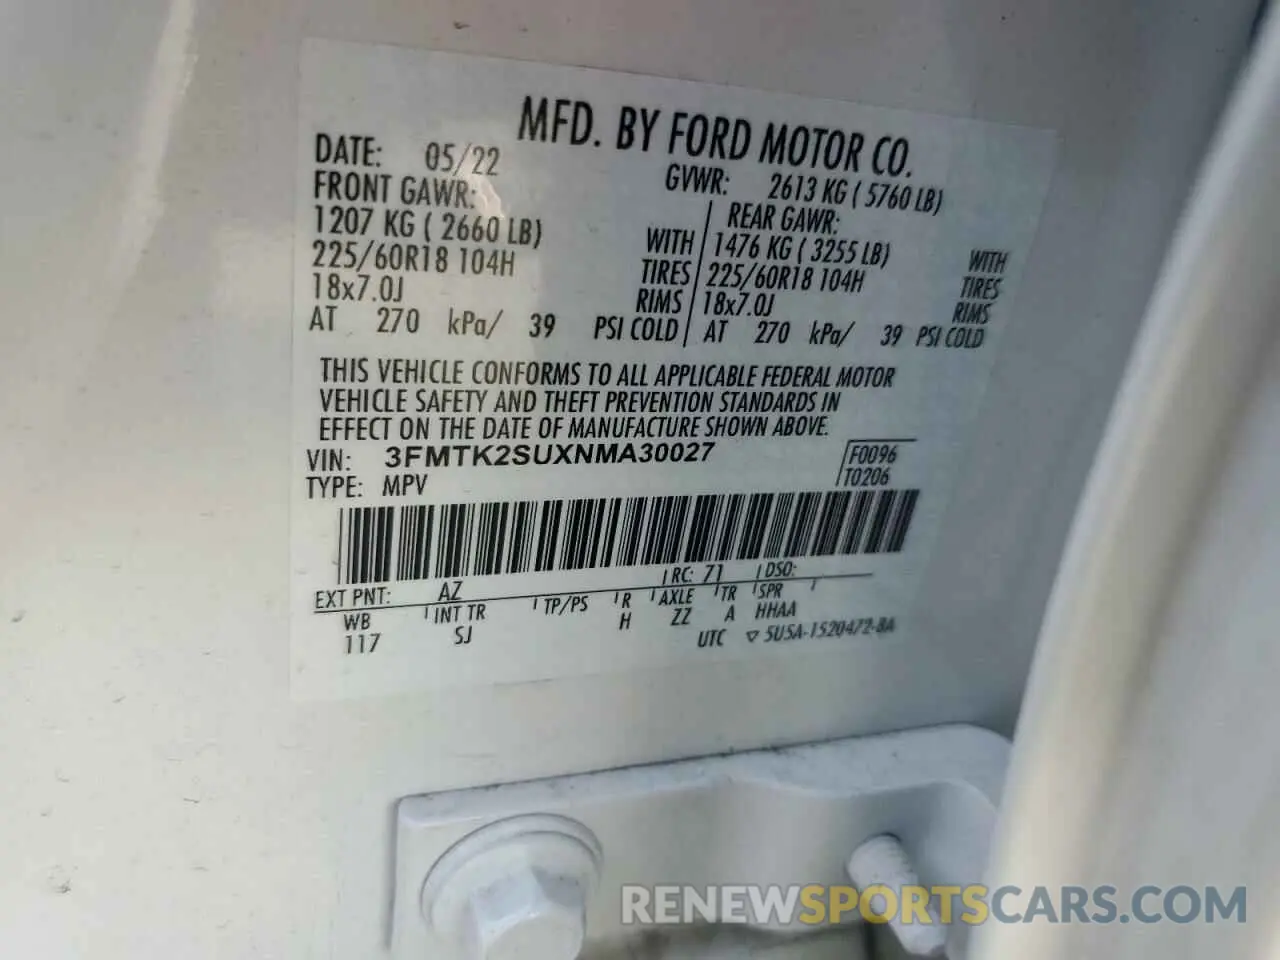 MFD. BY FORD MOTOR CO.
DATE: 05/22 GVWR: 2613 KG ( 5760 LB)
FRONT GAWR: REAR GAWR:
1207 KG ( 2660 LB) WITH 1476 KG ( 3255 LB) WITH
225/60R18 104H TIRES 225/60R18 104H TIRES
18x7.0J RIMS 18x7.0J RIMS
AT 270 kPa/ 39 PSI COLD AT 270 kPa/ 39 PSI COLD
THIS VEHICLE CONFORMS TO ALL APPLICABLE FEDERAL MOTOR
VEHICLE SAFETY AND THEFT PREVENTION STANDARDS IN
EFFECT ON THE DATE OF MANUFACTURE SHOWN ABOVE.
VIN: 3FMTK2SUXNMA30027 F0096
TYPE: MPV T0206
EXT PNT: AZ RC: 71 DSO:
WB INT TR TP/PS R AXLE TR SPR
117 SJ H ZZ A HHAA
UTC ▽ 5U5A-1520472-BA
RENEWSPORTSCARS.COM